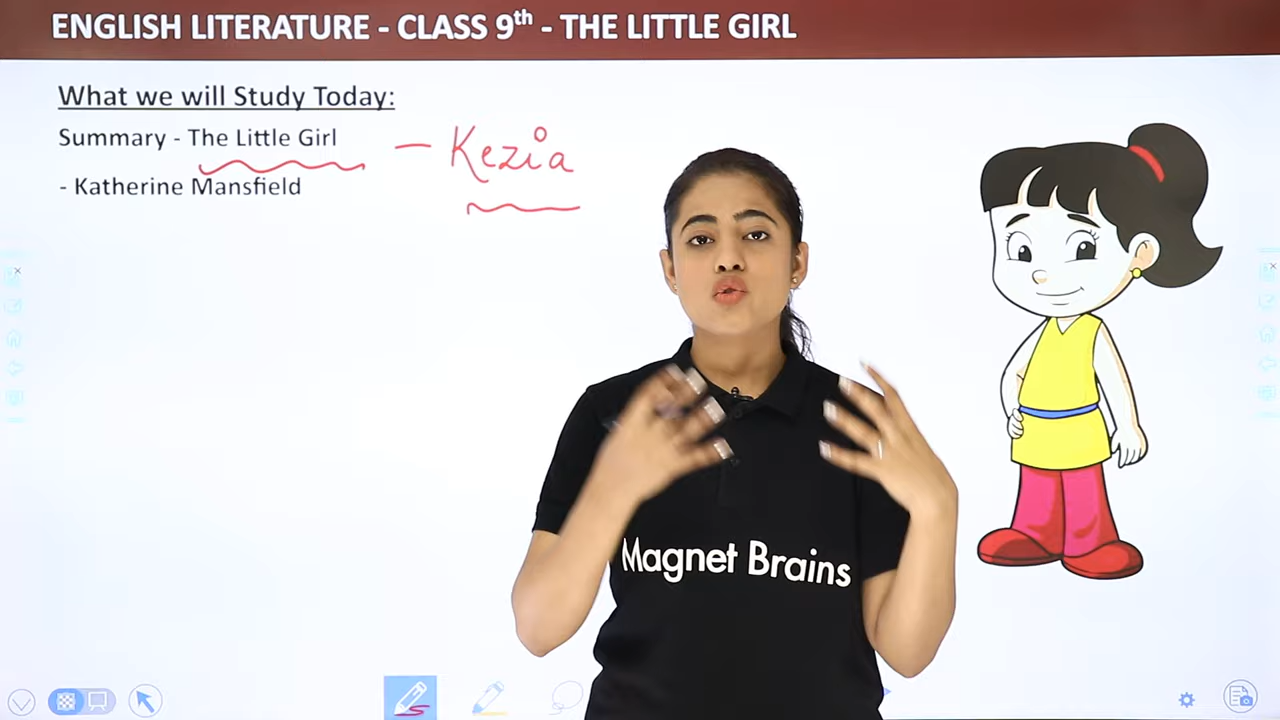 ENGLISH LITERATURE - CLASS 9th - THE LITTLE GIRL
What we will Study Today:
Summary - The Little Girl - Kezia
- Katherine Mansfield
Magnet Brains